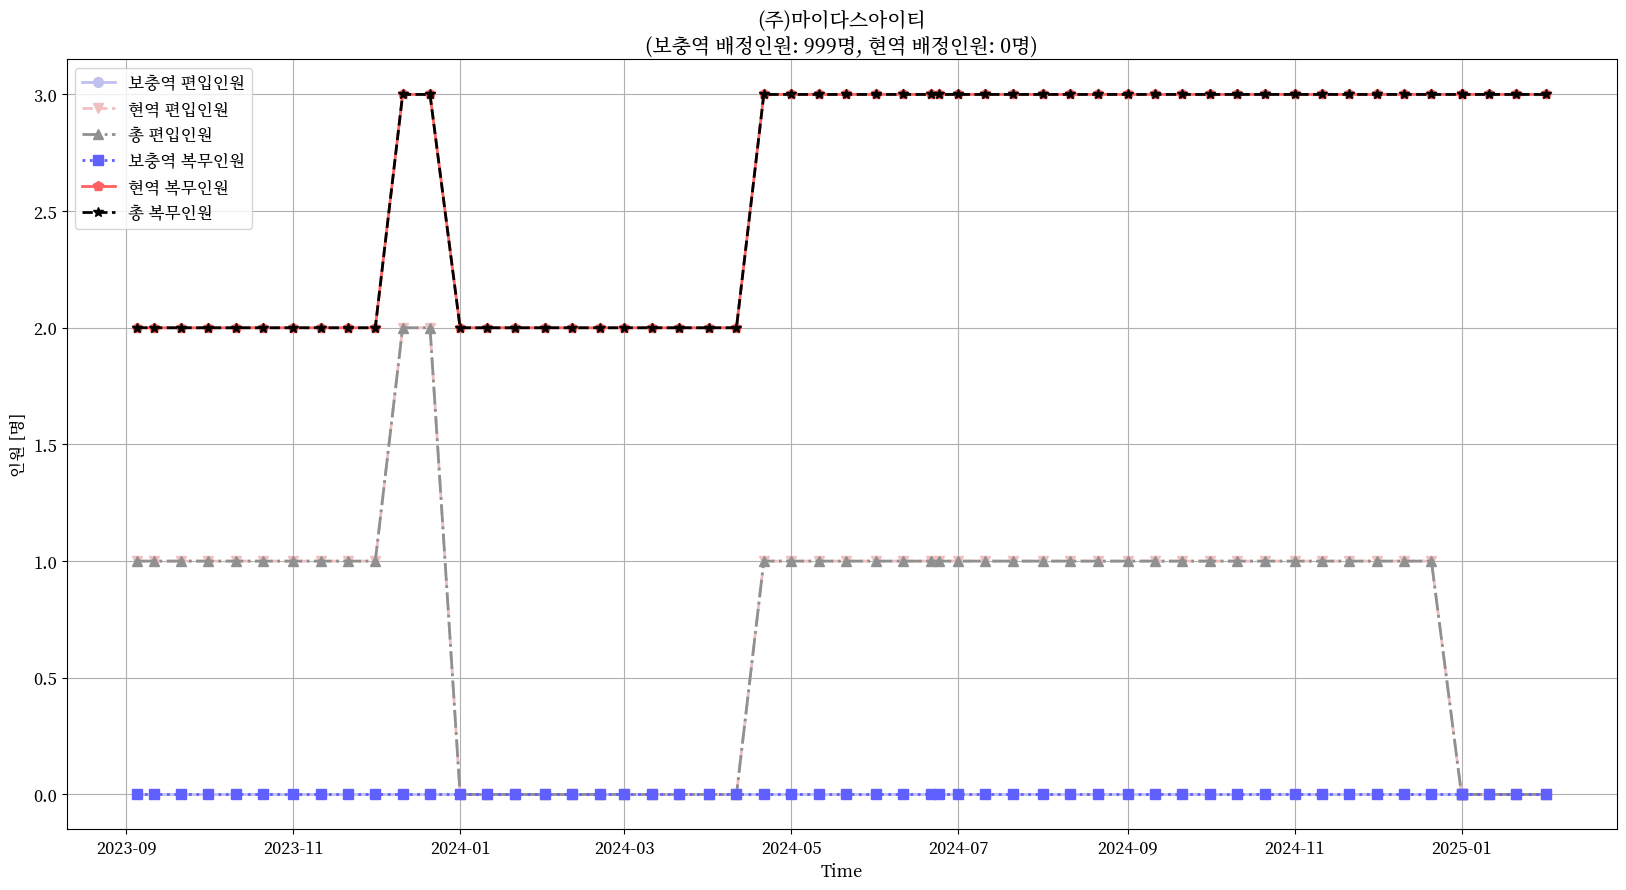 (주)마이다스아이티
(보충역 배정인원: 999명, 현역 배정인원: 0명)
보충역 편입인원
현역 편입인원
총 편입인원
보충역 복무인원
현역 복무인원
총 복무인원
인원 [명]
3.0
2.5
2.0
1.5
1.0
0.5
0.0
2023-09 2023-11 2024-01 2024-03 2024-05 2024-07 2024-09 2024-11 2025-01
Time